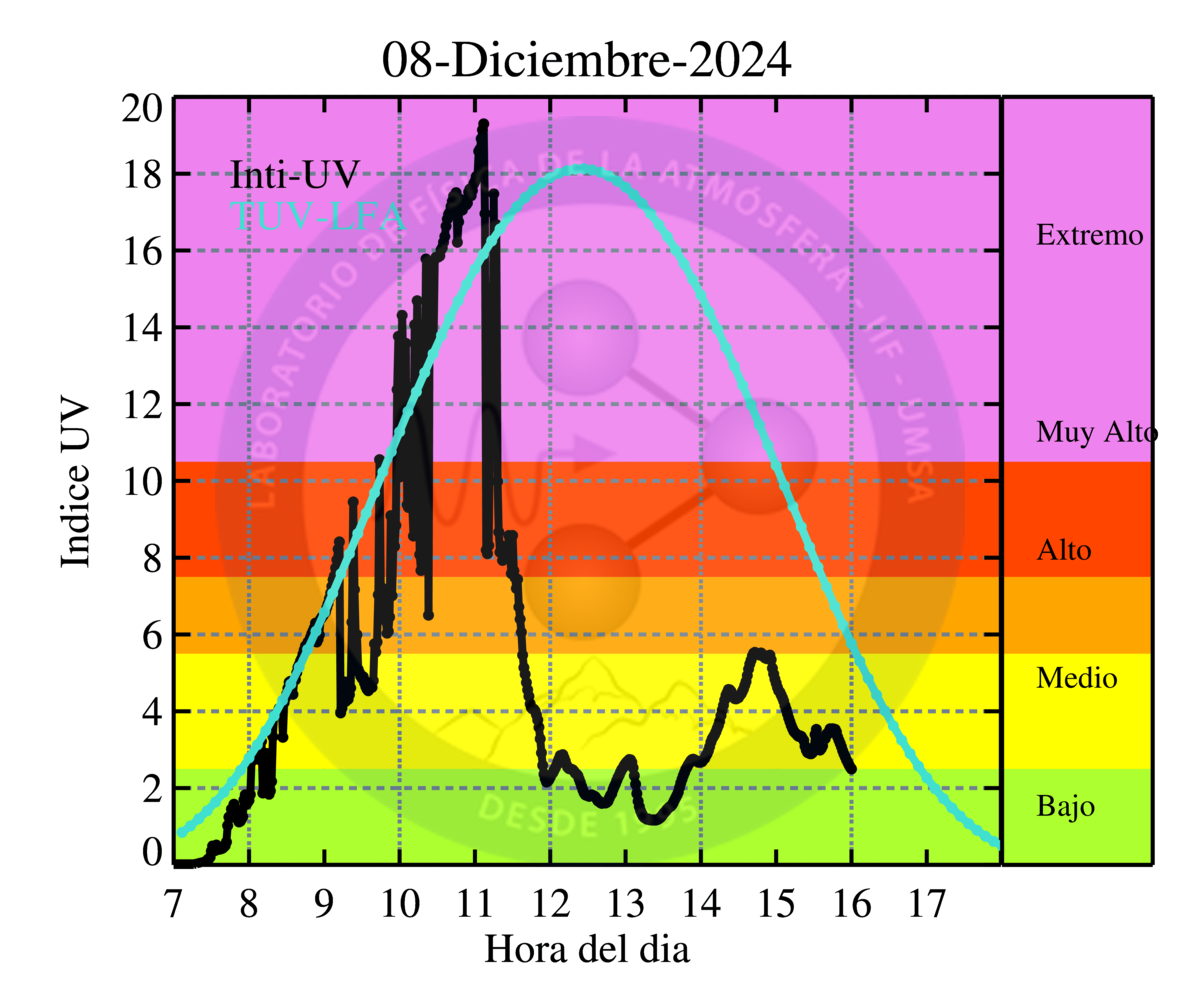 08-Diciembre-2024
Inti-UV
TUV-LFA
Indice UV
20
18
16
14
12
10
8
6
4
2
0
7 8 9 10 11 12 13 14 15 16 17
Hora del dia
Extremo
Muy Alto
Alto
Medio
Bajo
LABORATORIO DE FÍSICA DE LA ATMÓSFERA - IIF - UMSA
DESDE 1995